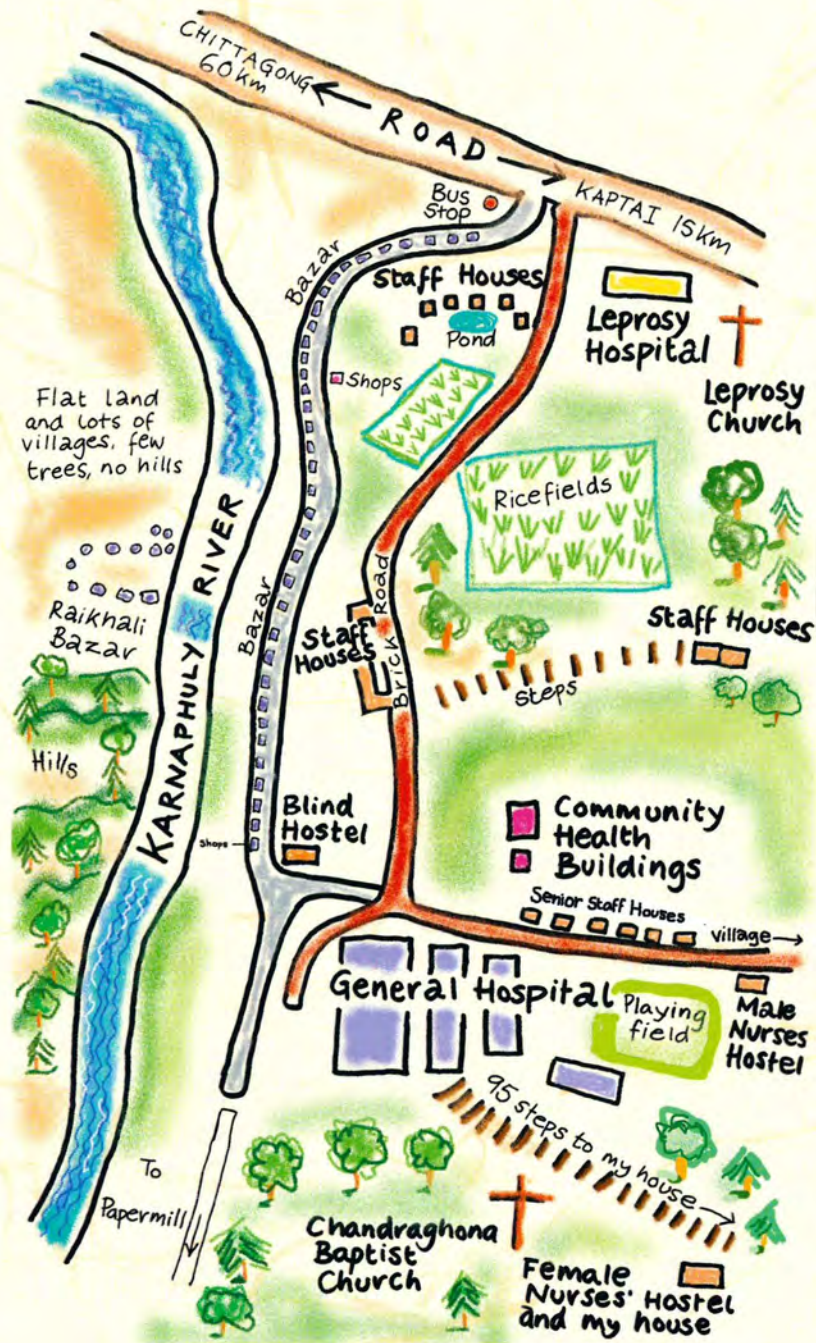 CHITTAGONG
60km
ROAD
KAPTAI 15Km
Bus
Stop
Bazar
Staff Houses
Pond
Leprosy
Hospital
Leprosy
Church
Shops
Flat land
and lots of
villages, few
trees, no hills
Ricefields
KARNAPHULY RIVER
Raikhali
Bazar
Bazar
Staff
Houses
Brick Road
Staff Houses
steps
Hills
Blind
Hostel
Shops
Community
Health
Buildings
Senior Staff Houses
Village
General Hospital
Playing
field
Male
Nurses
Hostel
95 steps to my house
To
Papermill
Chandraghona
Baptist
Church
Female
Nurses' Hostel
and my house